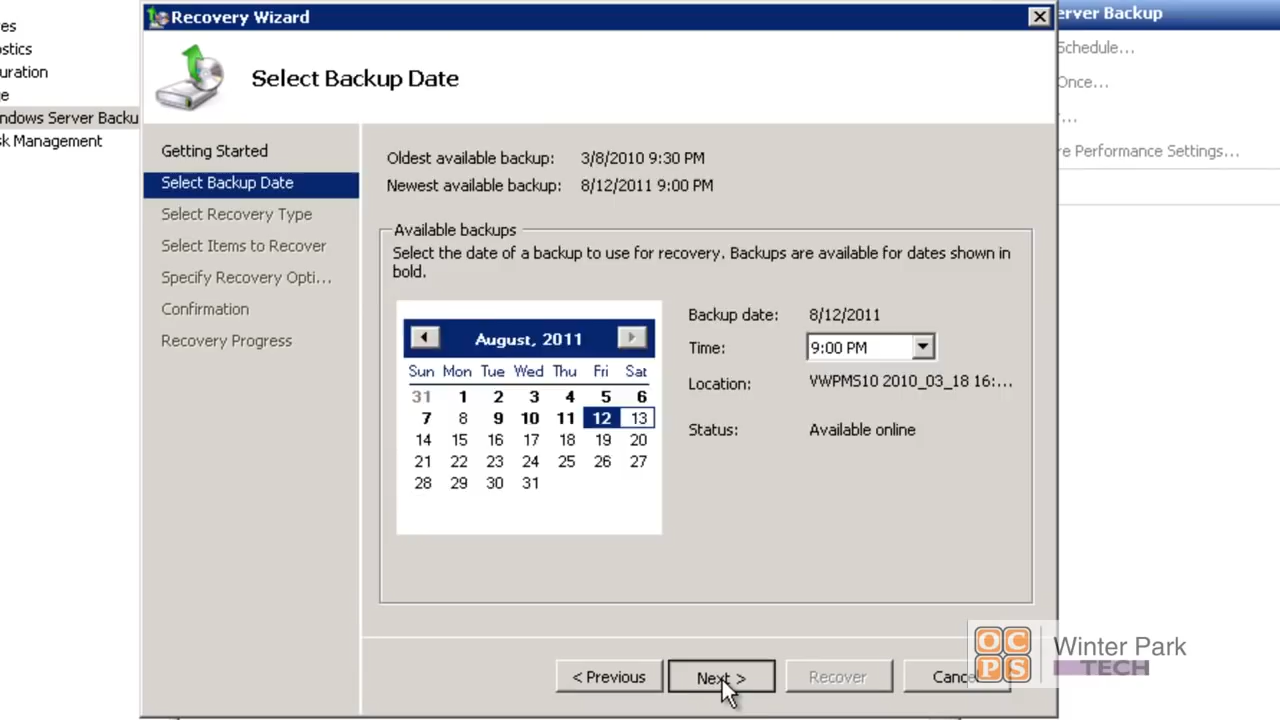 Recovery Wizard
erver Backup
es
Schedule...
ostics
uration
Once...
e
ndows Server Backu
...
sk Management
re Performance Settings...
Select Backup Date
Getting Started
Select Backup Date
Select Recovery Type
Select Items to Recover
Specify Recovery Opti...
Confirmation
Recovery Progress
Oldest available backup: 3/8/2010 9:30 PM
Newest available backup: 8/12/2011 9:00 PM
Available backups
Select the date of a backup to use for recovery. Backups are available for dates shown in
bold.
August, 2011
Sun Mon Tue Wed Thu Fri Sat
31 1 2 3 4 5 6
7 8 9 10 11 12 13
14 15 16 17 18 19 20
21 22 23 24 25 26 27
28 29 30 31
Backup date: 8/12/2011
Time: 9:00 PM
Location: VWPMS10 2010_03_18 16:...
Status: Available online
< Previous Next > Recover Cance
OC
PS
Winter Park
TECH